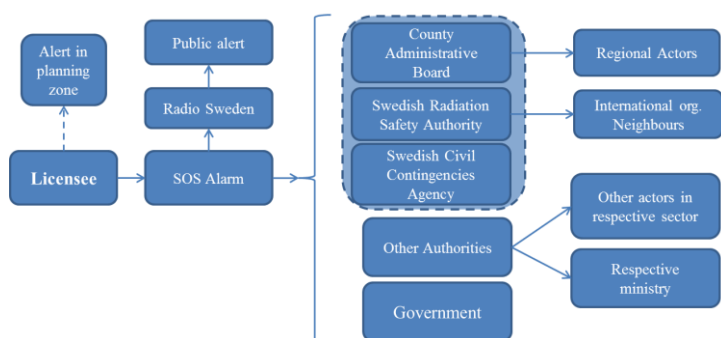 Alert in
planning
zone
Public alert
Radio Sweden
Licensee
SOS Alarm
County
Administrative
Board
Swedish Radiation
Safety Authority
Swedish Civil
Contingencies
Agency
Other Authorities
Government
Regional Actors
International org.
Neighbours
Other actors in
respective sector
Respective
ministry